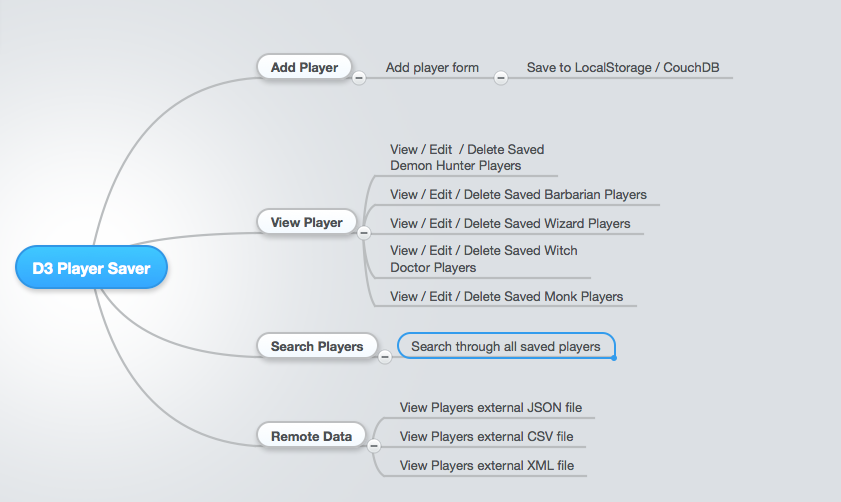 Add Player
Add player form
Save to LocalStorage / CouchDB
View / Edit  / Delete Saved
Demon Hunter Players
View / Edit / Delete Saved Barbarian Players
View Player
View / Edit / Delete Saved Wizard Players
View / Edit / Delete Saved Witch
Doctor Players
D3 Player Saver
View / Edit / Delete Saved Monk Players
Search Players
Search through all saved players
View Players external JSON file
Remote Data
View Players external CSV file
View Players external XML file